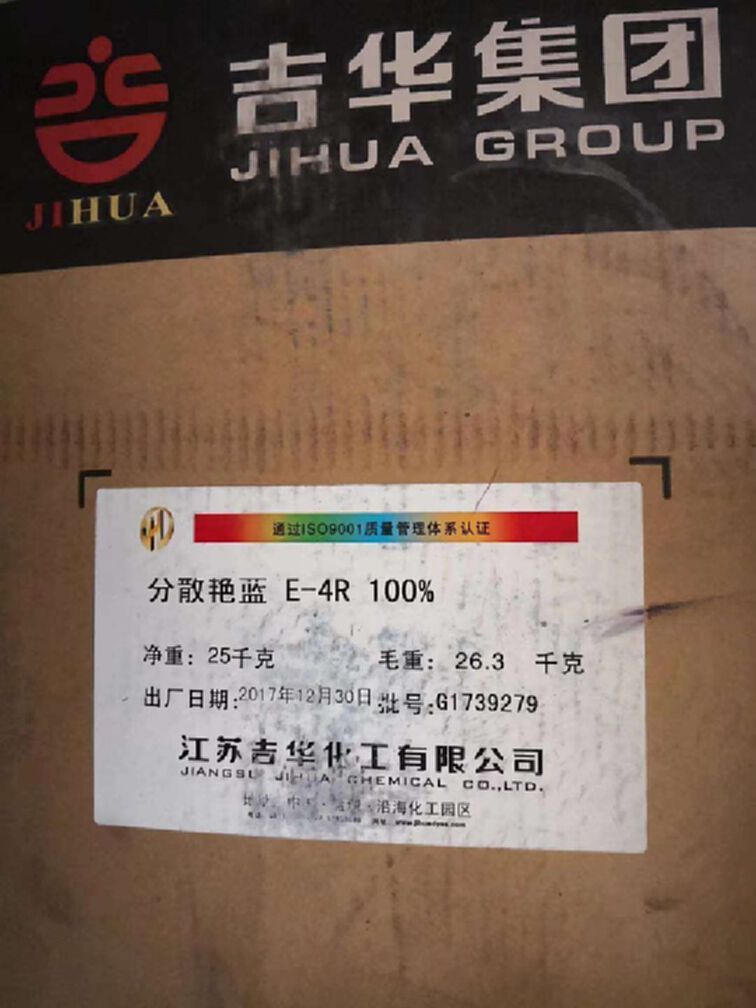 吉华集团
JIHUA GROUP
JIHUA
通过ISO9001质量管理体系认证
分散艳蓝 E-4R 100%
净重：25千克 毛重：26.3 千克
出厂日期：2017年12月30日 批号：G1739279
江苏吉华化工有限公司
JIANGSU JIHUA CHEMICAL CO.,LTD.
沿海化工园区